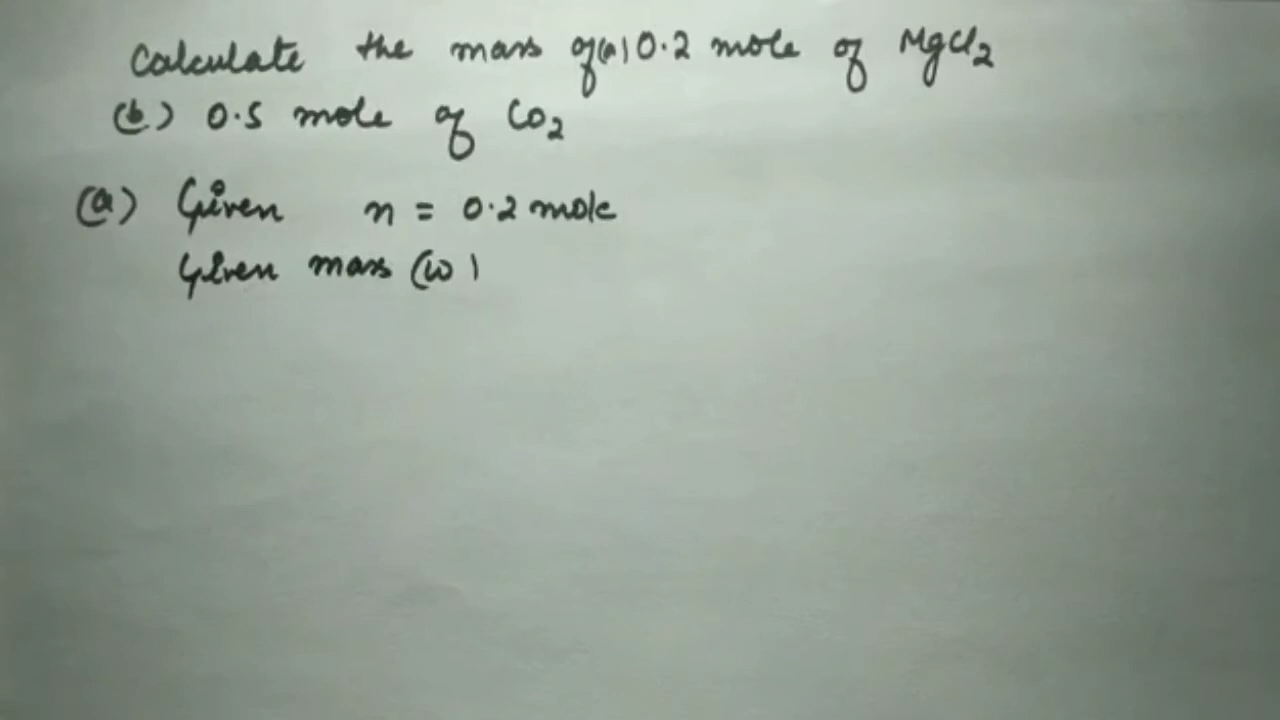 Calculate the mass of (a) 0.2 mole of MgCl2
(b) 0.5 mole of CO2
(a) Given n = 0.2 mole
Given mass (w)